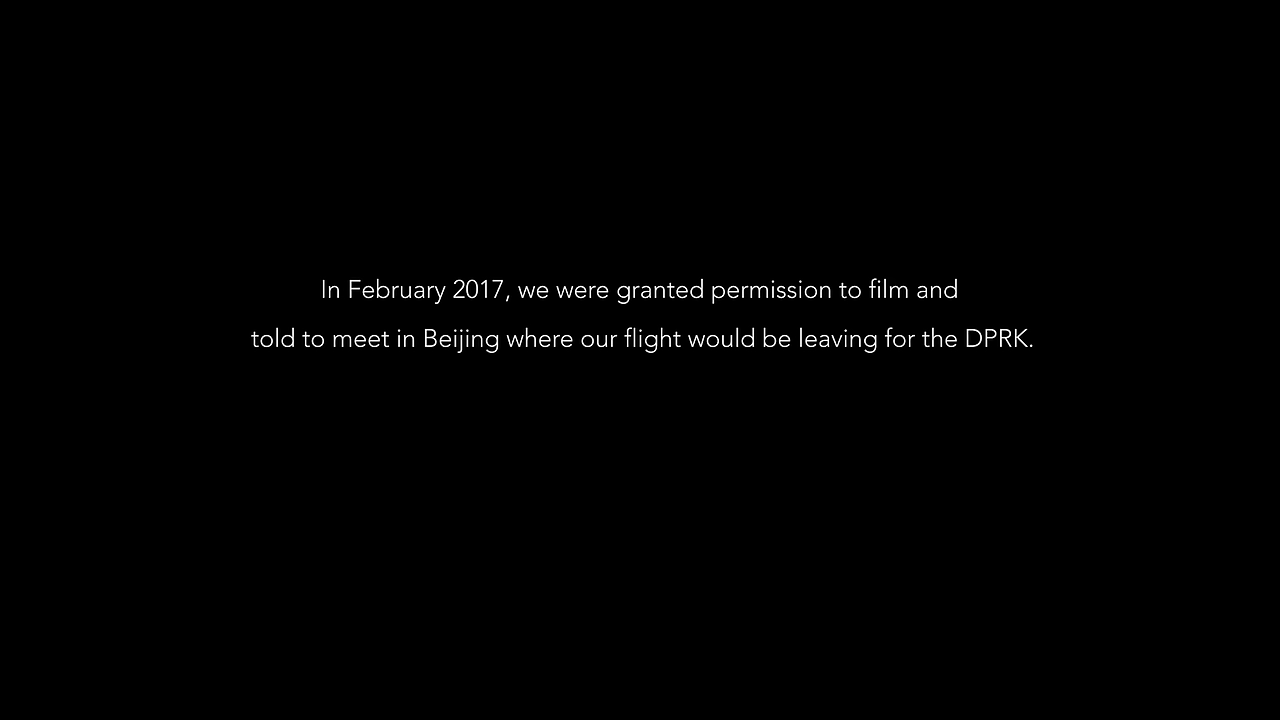 In February 2017, we were granted permission to film and
told to meet in Beijing where our flight would be leaving for the DPRK.